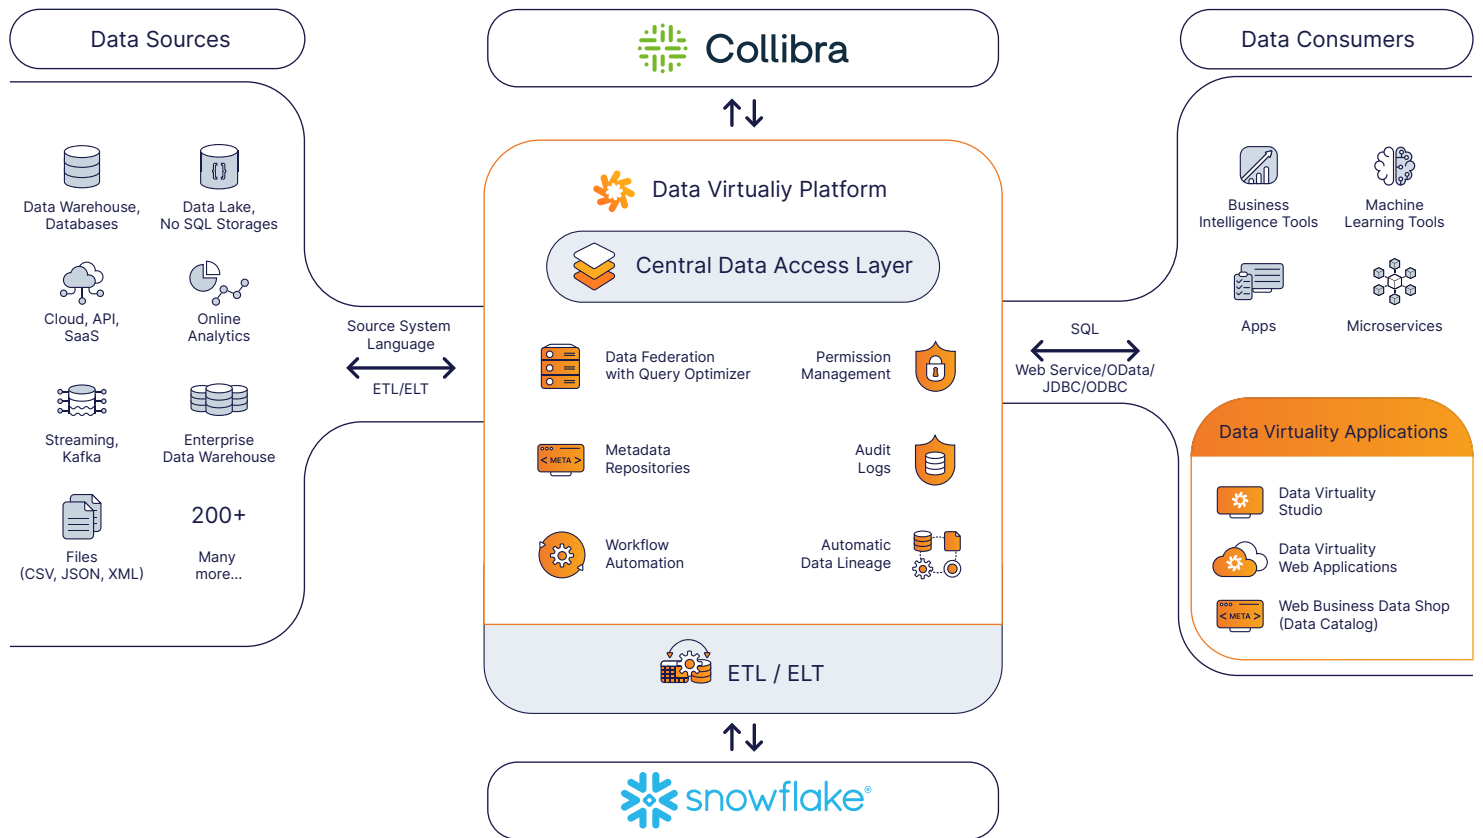 Data Sources
Data Warehouse,
Databases
Data Lake,
No SQL Storages
Cloud, API,
SaaS
Online
Analytics
Streaming,
Kafka
Enterprise
Data Warehouse
Files
(CSV, JSON, XML)
200+
Many
more...
Source System
Language
ETL/ELT
Collibra
Data Virtualiy Platform
Central Data Access Layer
Data Federation
with Query Optimizer
Permission
Management
< META >
Metadata
Repositories
Audit
Logs
Workflow
Automation
Automatic
Data Lineage
ETL / ELT
snowflake®
SQL
Web Service/OData/
JDBC/ODBC
Data Consumers
Business
Intelligence Tools
Machine
Learning Tools
Apps
Microservices
Data Virtuality Applications
Data Virtuality
Studio
Data Virtuality
Web Applications
< META >
Web Business Data Shop
(Data Catalog)